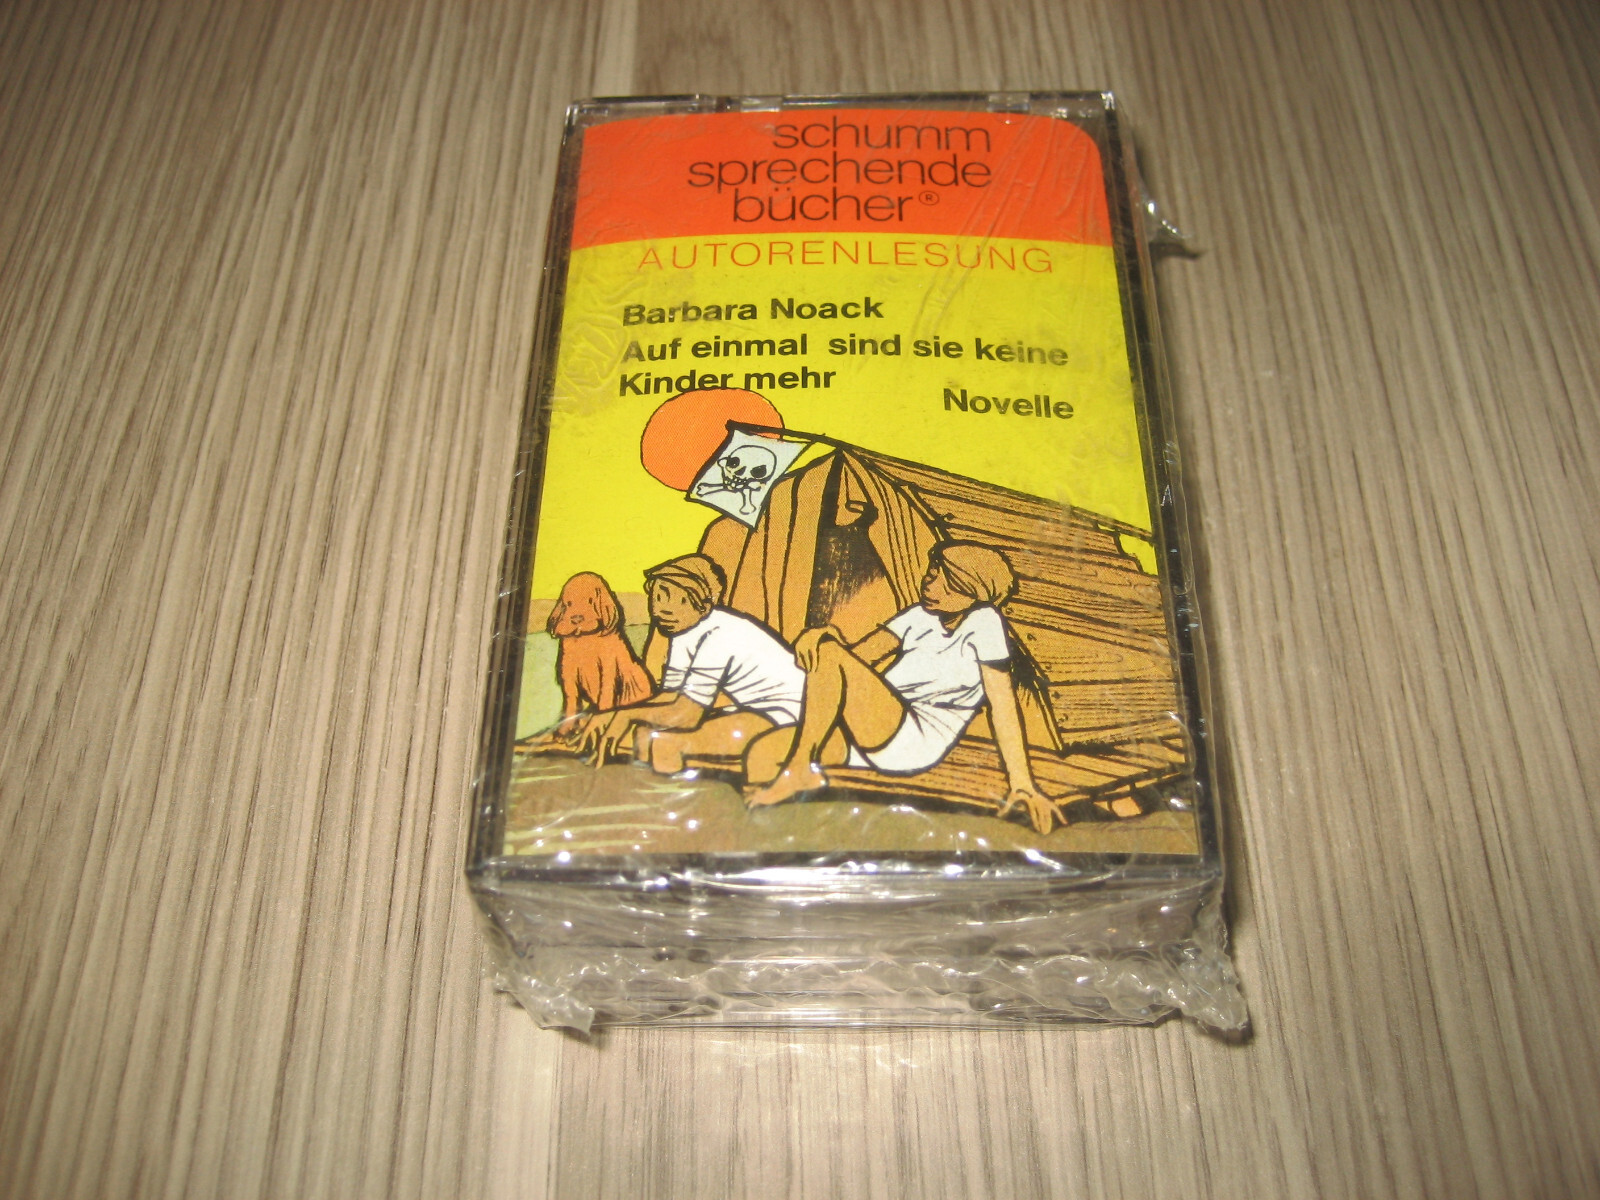 schumm
sprechende
bücher®
AUTORENLESUNG
Barbara Noack
Auf einmal sind sie keine
Kinder mehr
Novelle